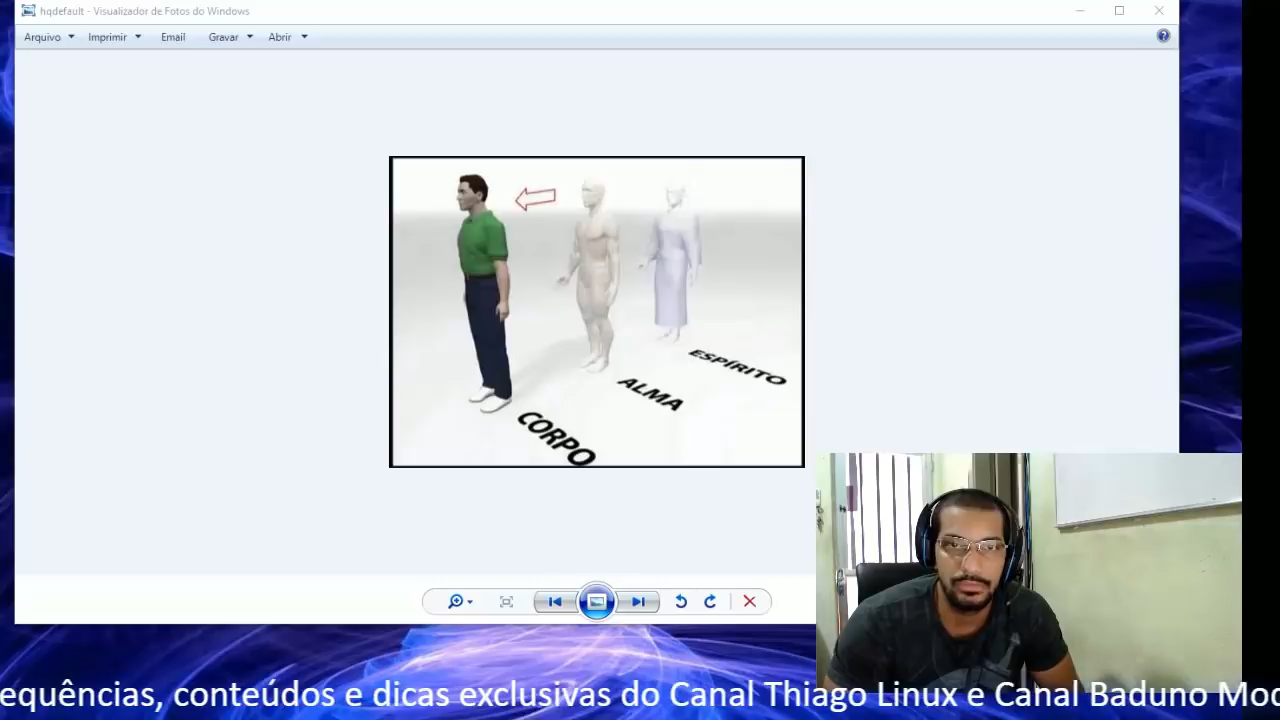 hqdefault - Visualizador de Fotos do Windows
Arquivo Imprimir Email Gravar Abrir
ESPÍRITO
ALMA
CORPO
equências, conteúdos e dicas exclusivas do Canal Thiago Linux e Canal Baduno Mod